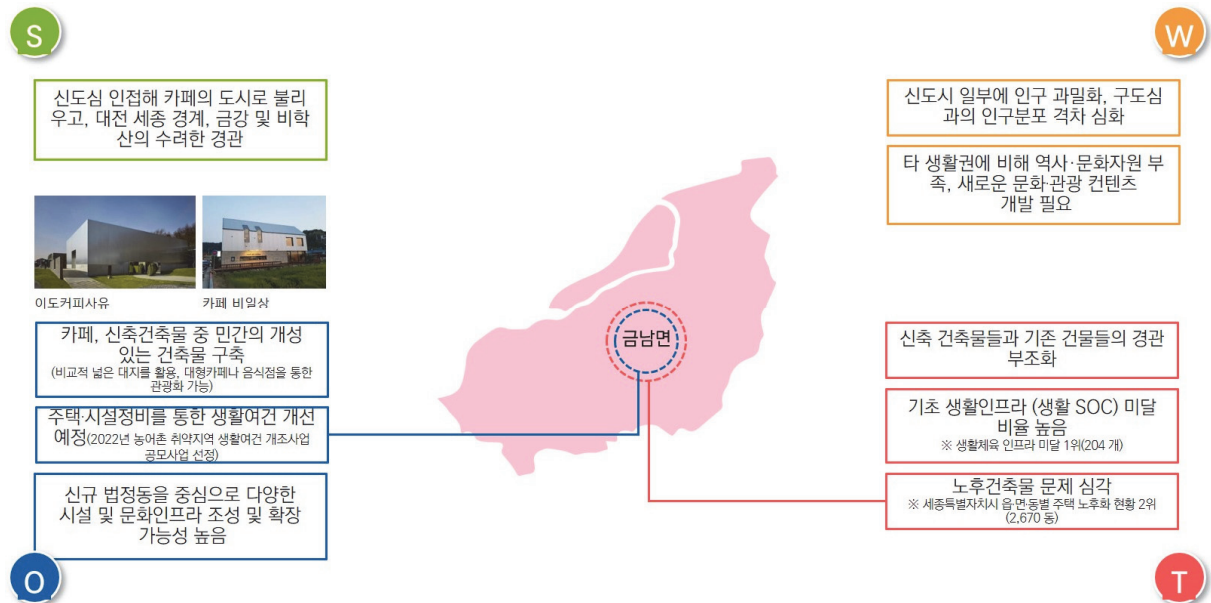 S
신도심 인접해 카페의 도시로 불리
우고, 대전 세종 경계, 금강 및 비학
산의 수려한 경관
이도커피사유
카페 비일상
W
신도시 일부에 인구 과밀화, 구도심
과의 인구분포 격차 심화
타 생활권에 비해 역사·문화자원 부
족, 새로운 문화·관광 컨텐츠
개발 필요
금남면
카페, 신축건축물 중 민간의 개성
있는 건축물 구축
(비교적 넓은 대지를 활용, 대형카페나 음식점을 통한
관광화 가능)
주택·시설정비를 통한 생활여건 개선
예정(2022년 농어촌 취약지역 생활여건 개조사업
공모사업 선정)
신규 법정동을 중심으로 다양한
시설 및 문화인프라 조성 및 확장
가능성 높음
O
신축 건축물들과 기존 건물들의 경관
부조화
기초 생활인프라 (생활 SOC) 미달
비율 높음
※ 생활체육 인프라 미달 1위(204 개)
노후건축물 문제 심각
※ 세종특별자치시 읍·면·동별 주택 노후화 현황 2위
(2,670 동)
T